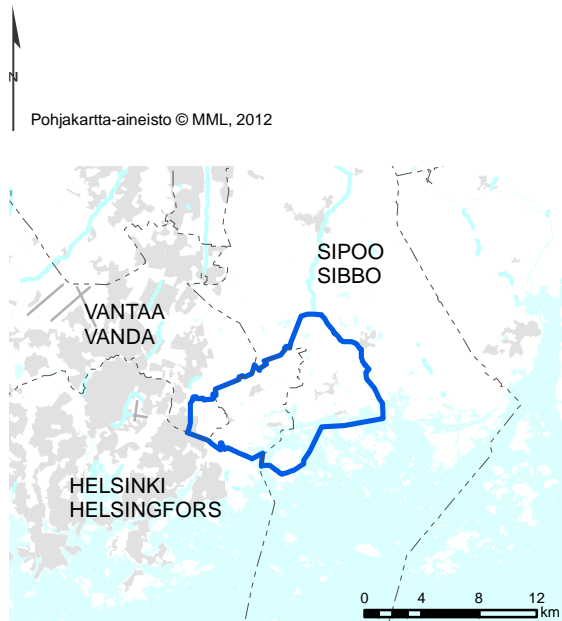 N
Pohjakartta-aineisto © MML, 2012
SIPOO
SIBBO
VANTAA
VANDA
HELSINKI
HELSINGFORS
0 4 8 12
km